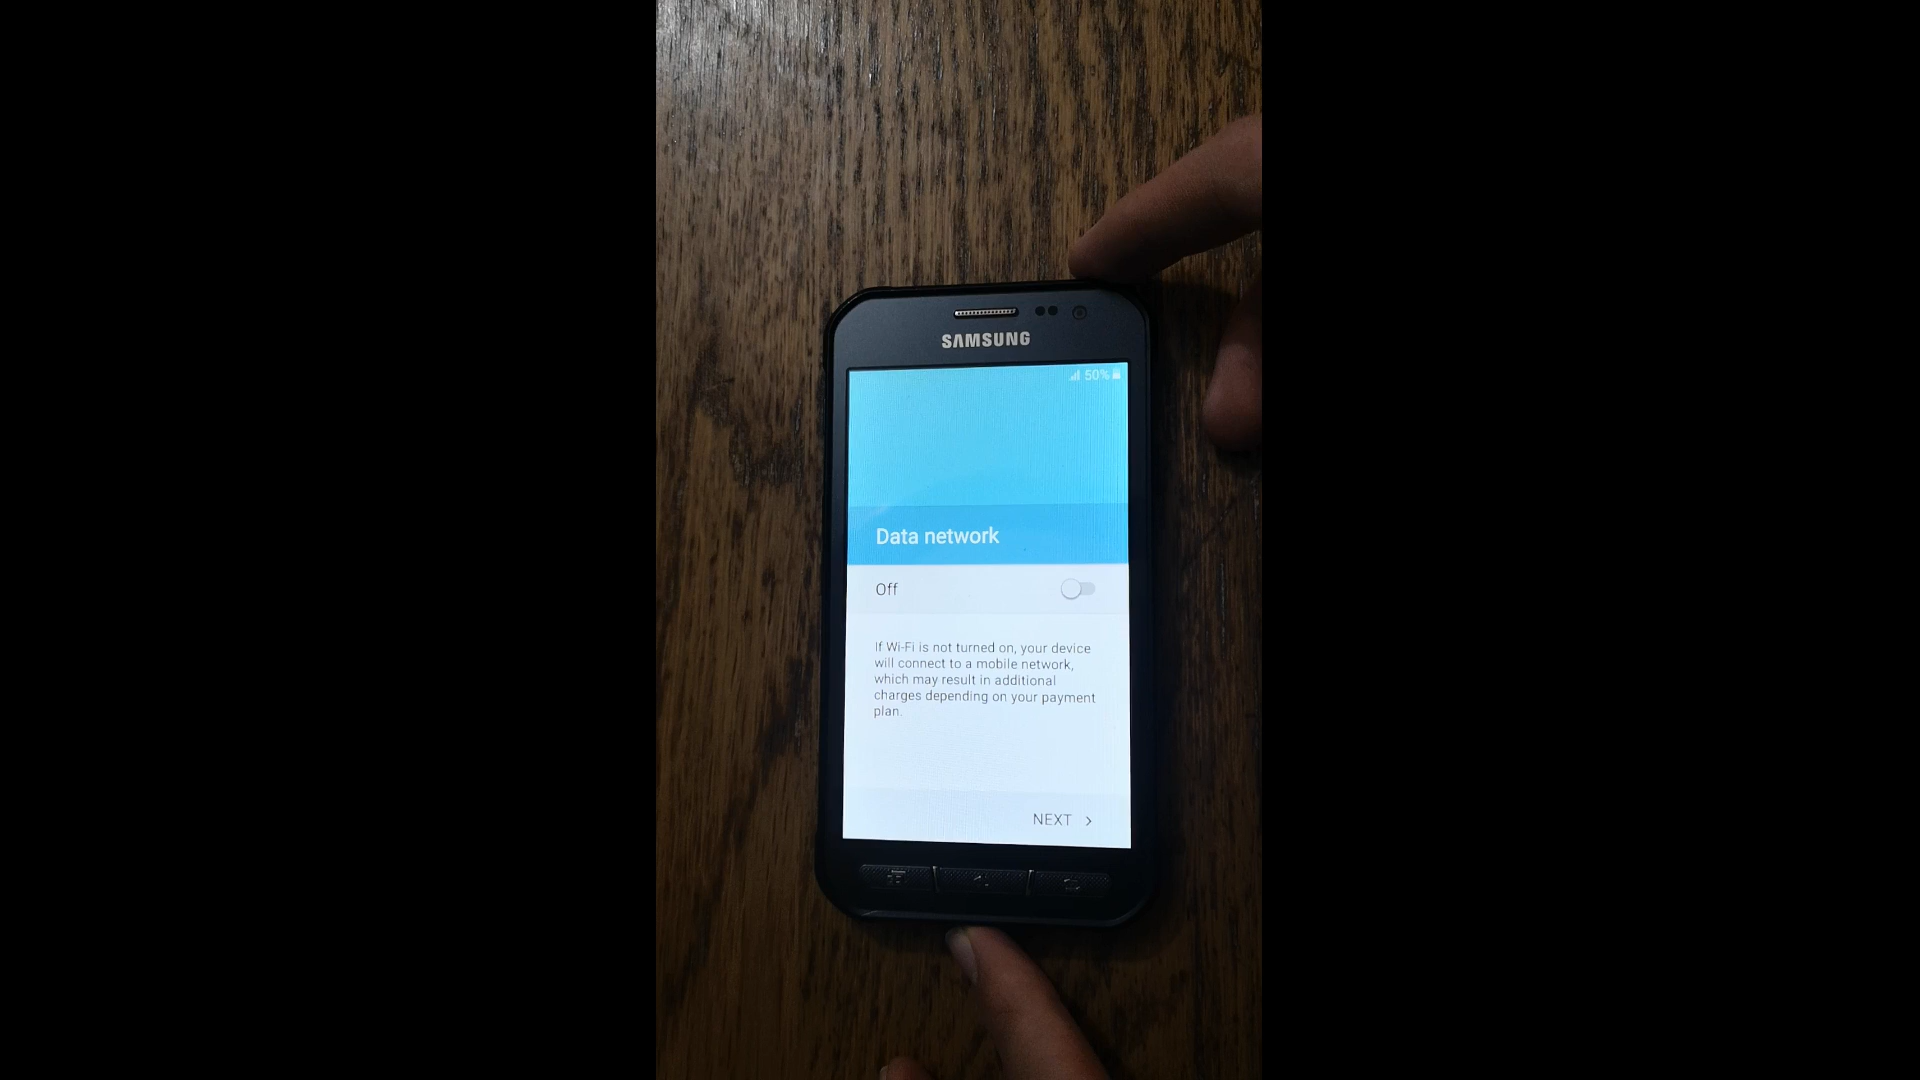 SAMSUNG
50%
Data network
Off
If Wi-Fi is not turned on, your device
will connect to a mobile network,
which may result in additional
charges depending on your payment
plan.
NEXT >